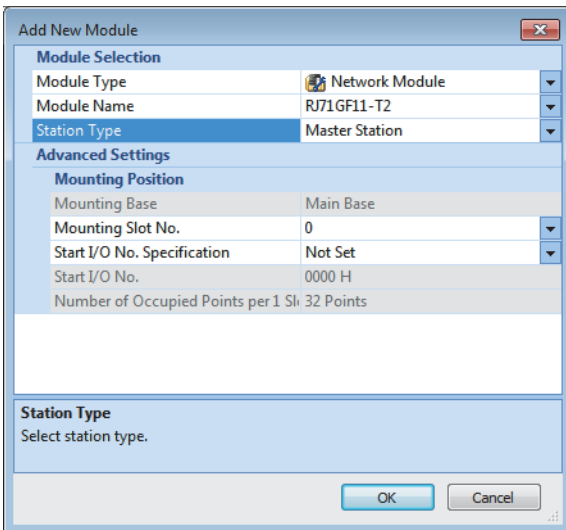 Add New Module
Module Selection
Module Type Network Module
Module Name RJ71GF11-T2
Station Type Master Station
Advanced Settings
Mounting Position
Mounting Base Main Base
Mounting Slot No. 0
Start I/O No. Specification Not Set
Start I/O No. 0000 H
Number of Occupied Points per 1 Sl 32 Points
Station Type
Select station type.
OK Cancel